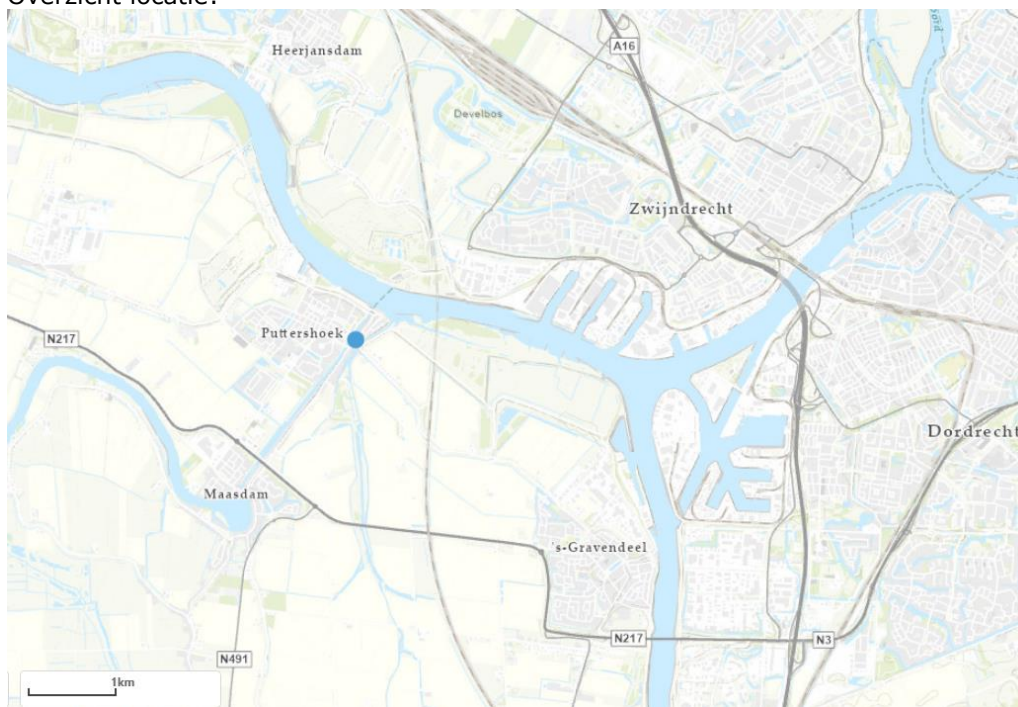 Overzicht locatie:
Heerjansdam
A16
Develbos
Zwijndrecht
Puttershoek
N217
Dordrecht
Maasdam
's-Gravendeel
N217
N3
N491
1km